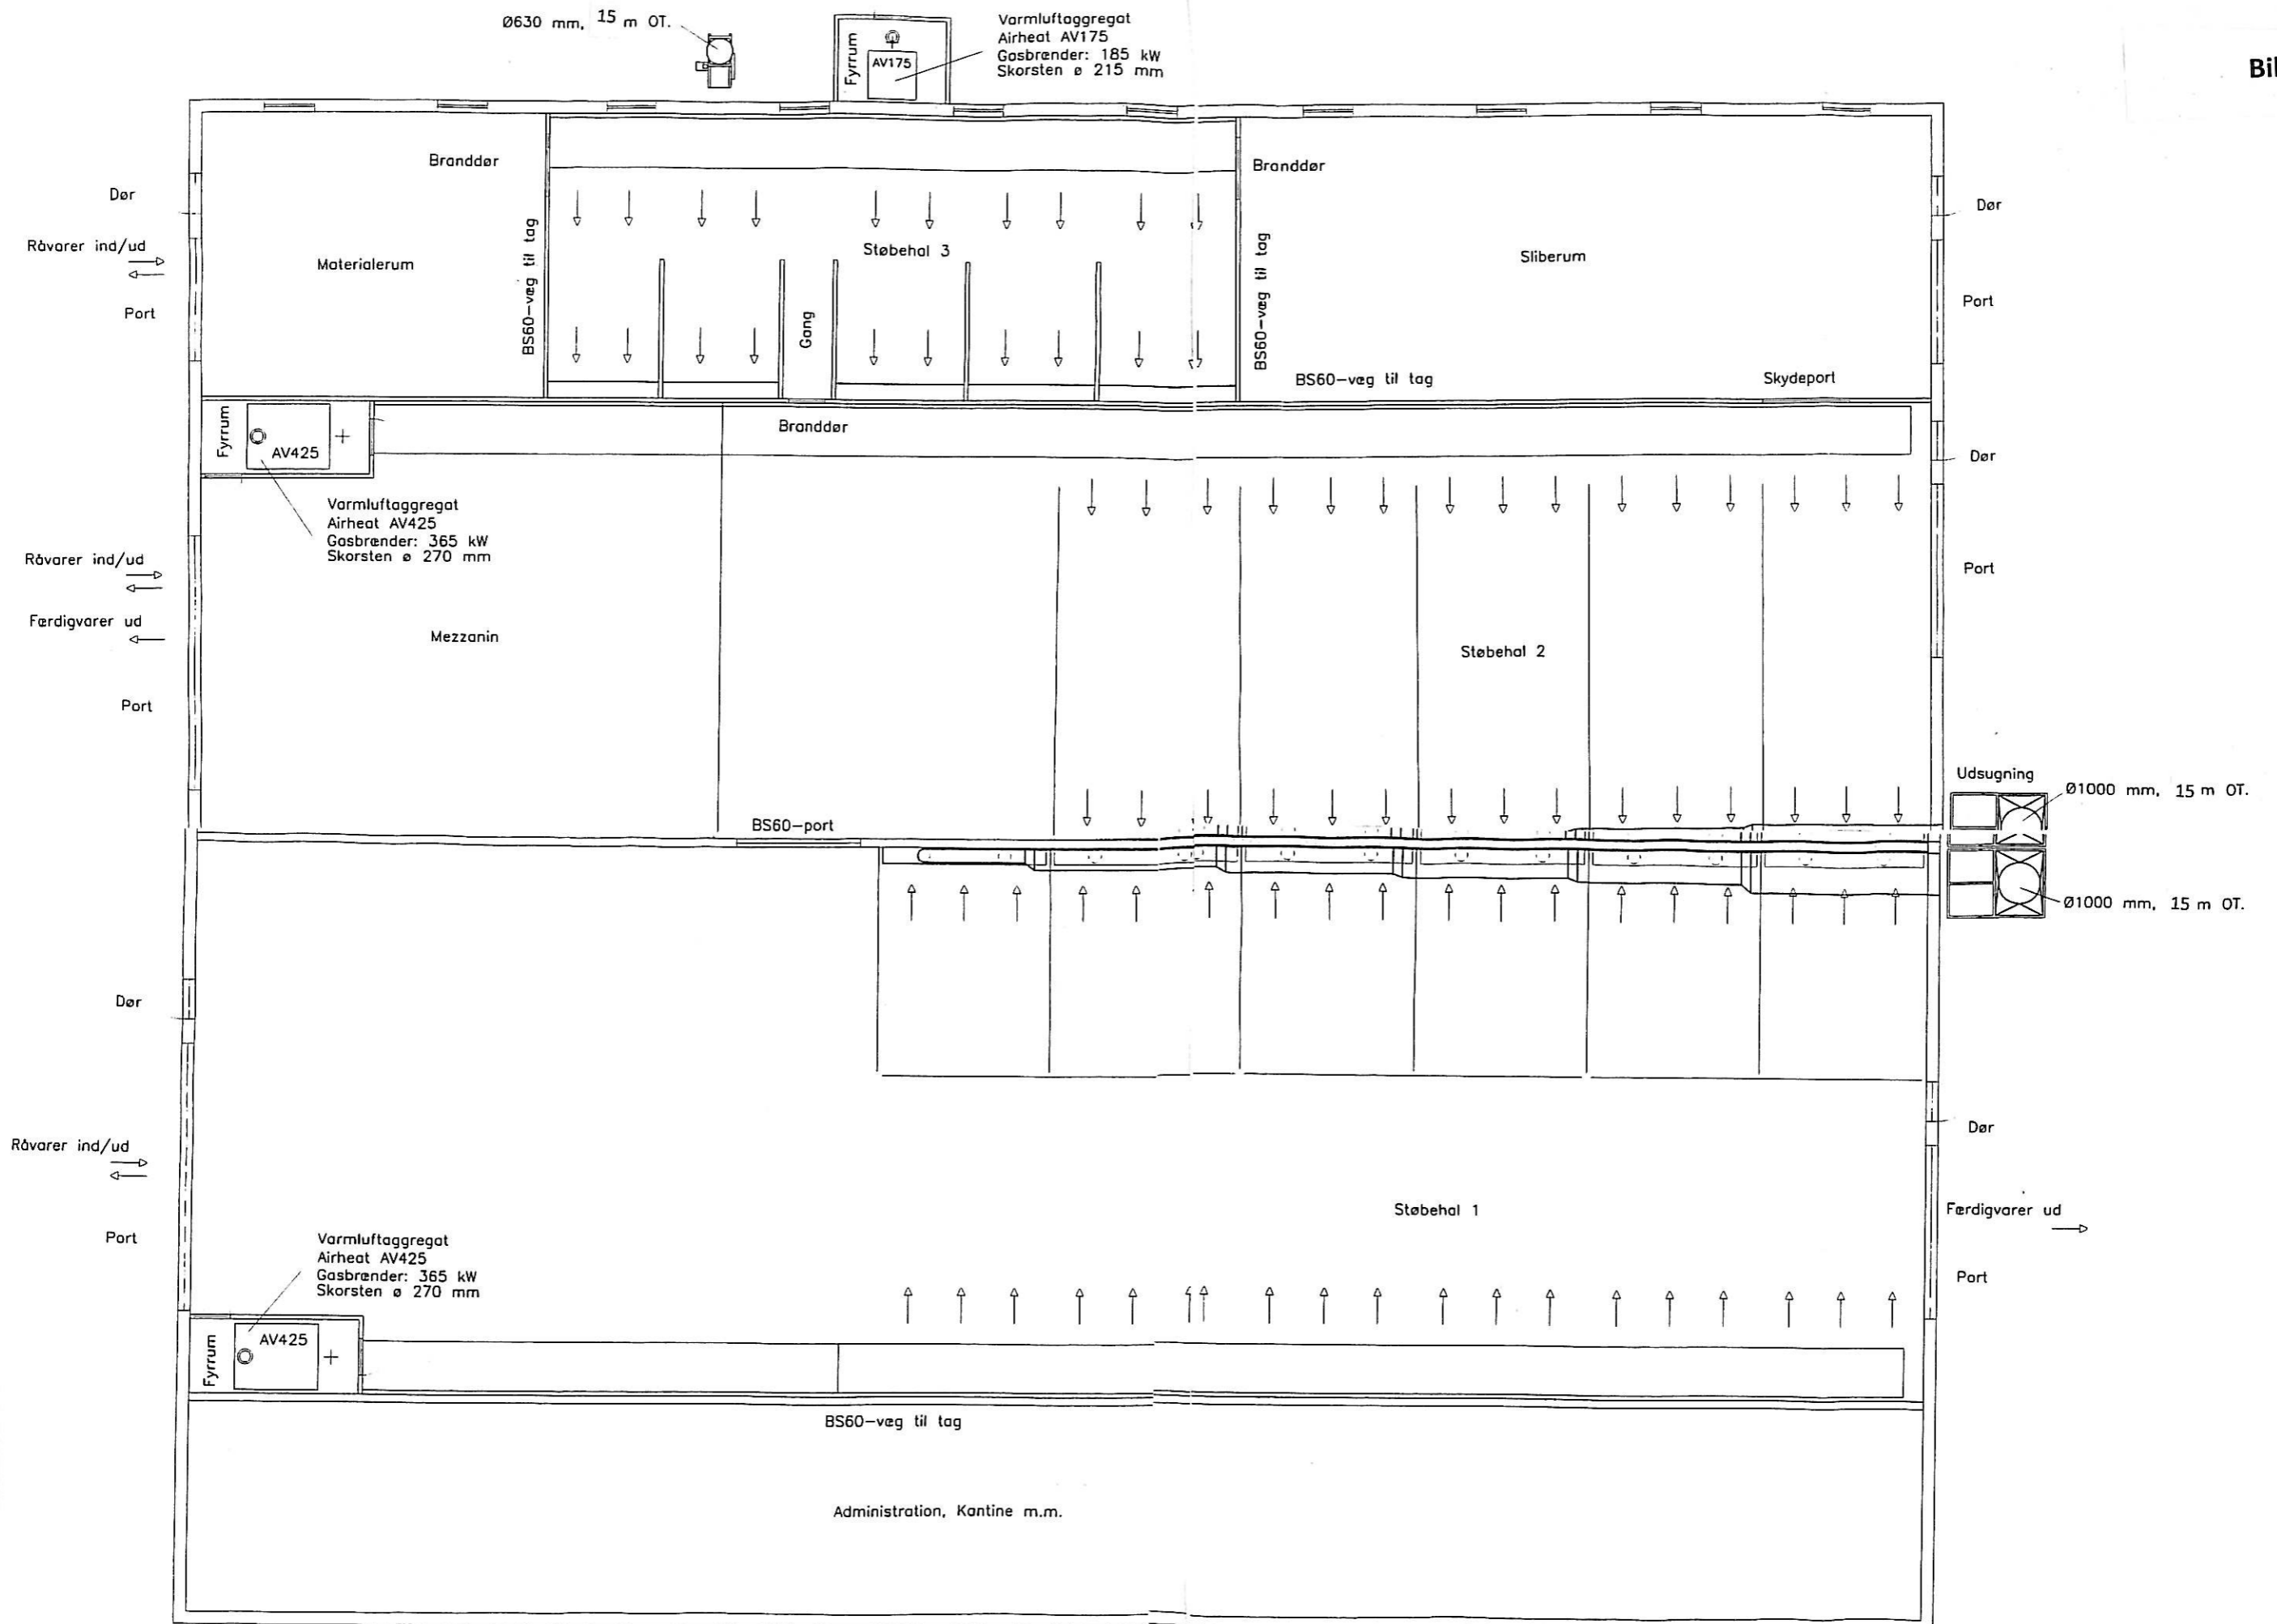 Ø630 mm, 15 m OT.
Varmluftaggregat
Airheat AV175
Gasbrænder: 185 kW
Skorsten ø 215 mm
Fyrrum
AV175
Branddør
Branddør
Dør
Dør
Råvarer ind/ud
Materialerum
BS60-væg til tag
Støbehal 3
BS60-væg til tag
Sliberum
Port
Port
Gang
BS60-væg til tag
Skydeport
Fyrrum
AV425
Branddør
Dør
Varmluftaggregat
Airheat AV425
Gasbrænder: 365 kW
Skorsten ø 270 mm
Råvarer ind/ud
Port
Færdigvarer ud
Mezzanin
Støbehal 2
Port
Udsugning
Ø1000 mm, 15 m OT.
BS60-port
Ø1000 mm, 15 m OT.
Dør
Dør
Råvarer ind/ud
Støbehal 1
Færdigvarer ud
Port
Port
Varmluftaggregat
Airheat AV425
Gasbrænder: 365 kW
Skorsten ø 270 mm
Fyrrum
AV425
BS60-væg til tag
Administration, Kantine m.m.